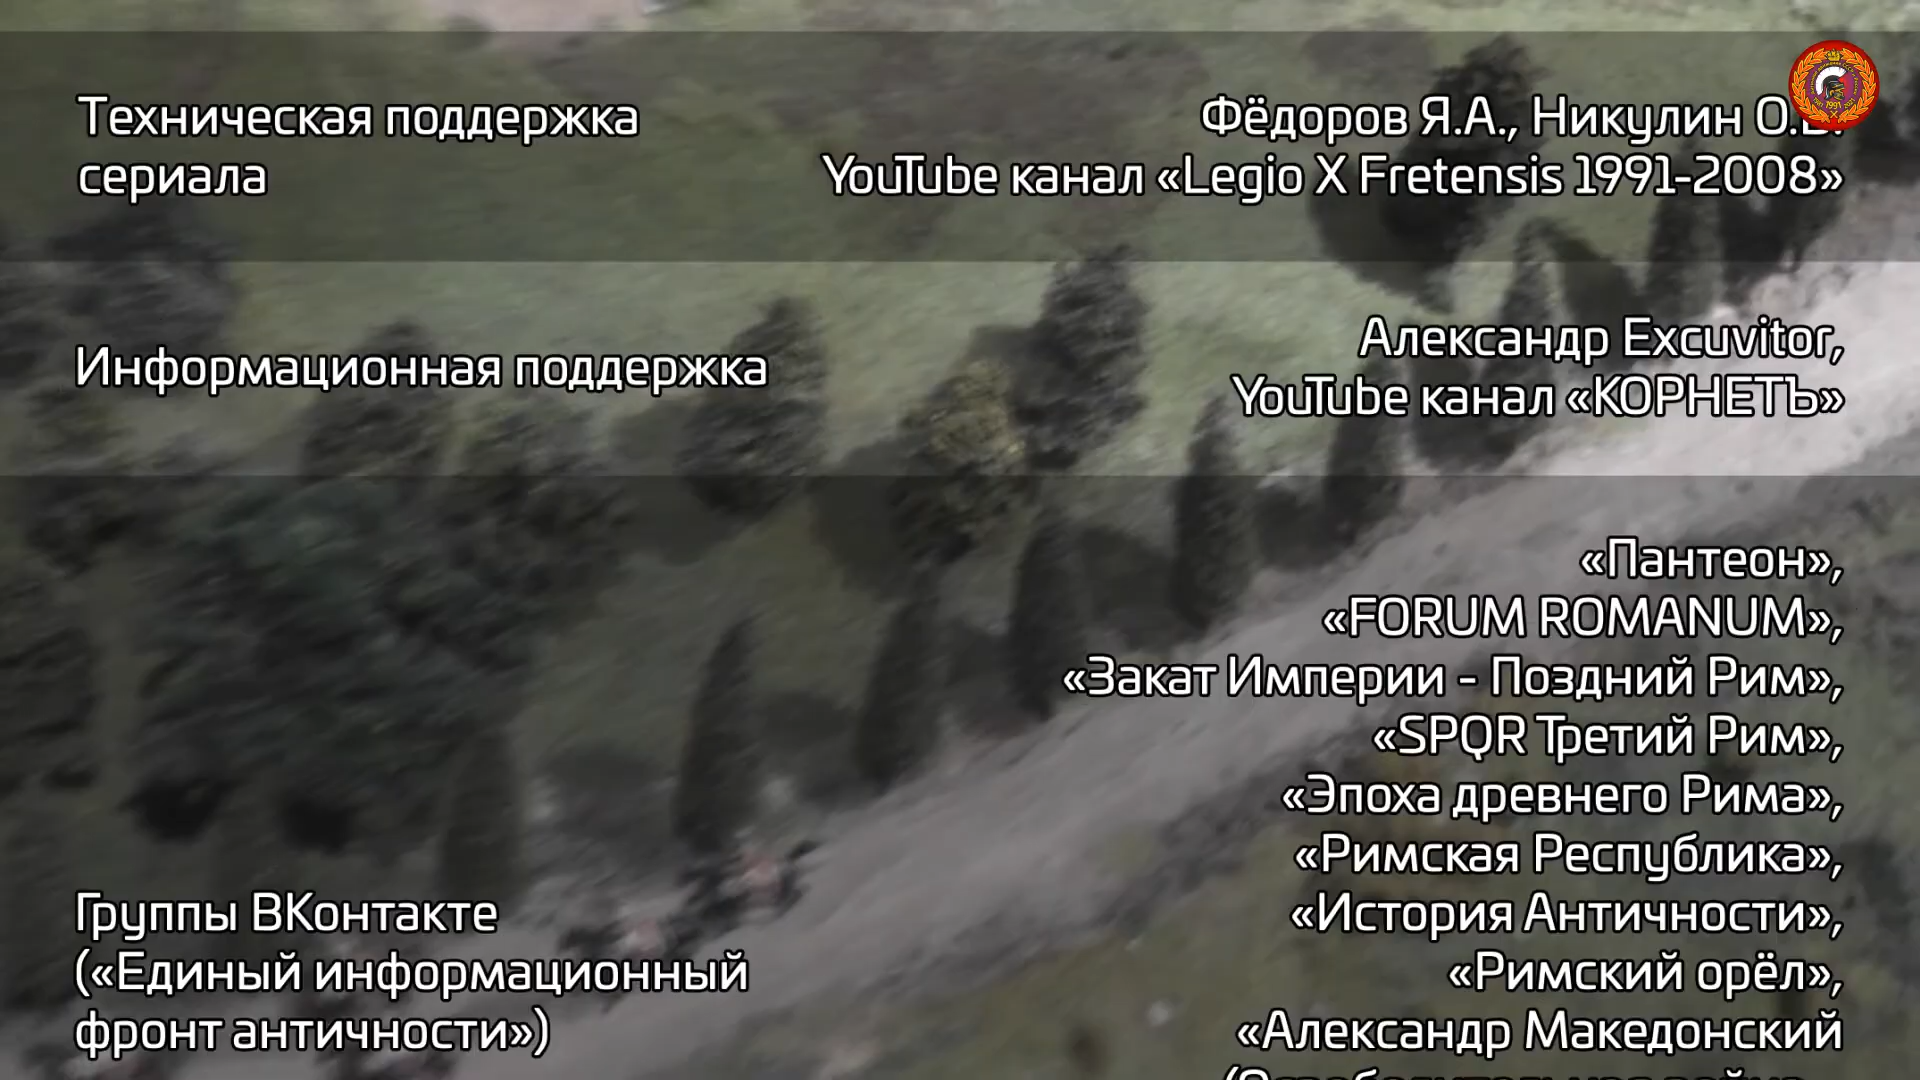 Техническая поддержка
сериала
Фёдоров Я.А., Никулин О.
YouTube канал «Legio X Fretensis 1991-2008»
Информационная поддержка
Александр Excuvitor,
YouTube канал «КОРНЕТЪ»
Группы ВКонтакте
(«Единый информационный
фронт античности»)
«Пантеон»,
«FORUM ROMANUM»,
«Закат Империи - Поздний Рим»,
«SPQR Третий Рим»,
«Эпоха древнего Рима»,
«Римская Республика»,
«История Античности»,
«Римский орёл»,
«Александр Македонский
1991